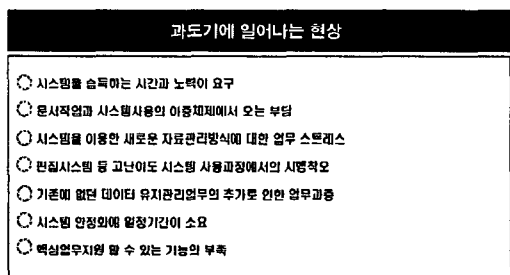 과도기에 일어나는 현상
시스템을 습득하는 시간과 노력이 요구
문서작업과 시스템사용의 이중체제에서 오는 부담
시스템을 이용한 새로운 자료관리방식에 대한 업무 스트레스
편집시스템 등 고난이도 시스템 사용과정에서의 시행착오
기존에 없던 데이터 유지관리업무의 추가로 인한 업무과중
시스템 안정화에 일정기간이 소요
핵심업무지원 할 수 있는 기능의 부족